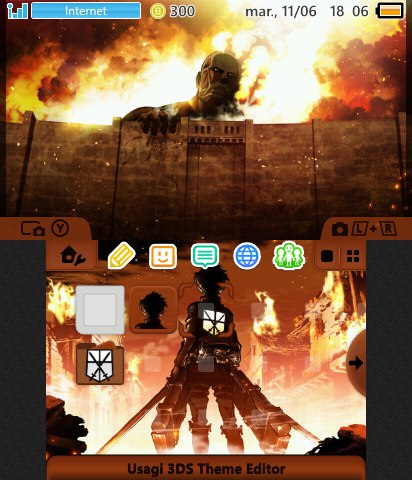 Internet
300
mar., 11/06
18 06
Y
L + R
Usagi 3DS Theme Editor